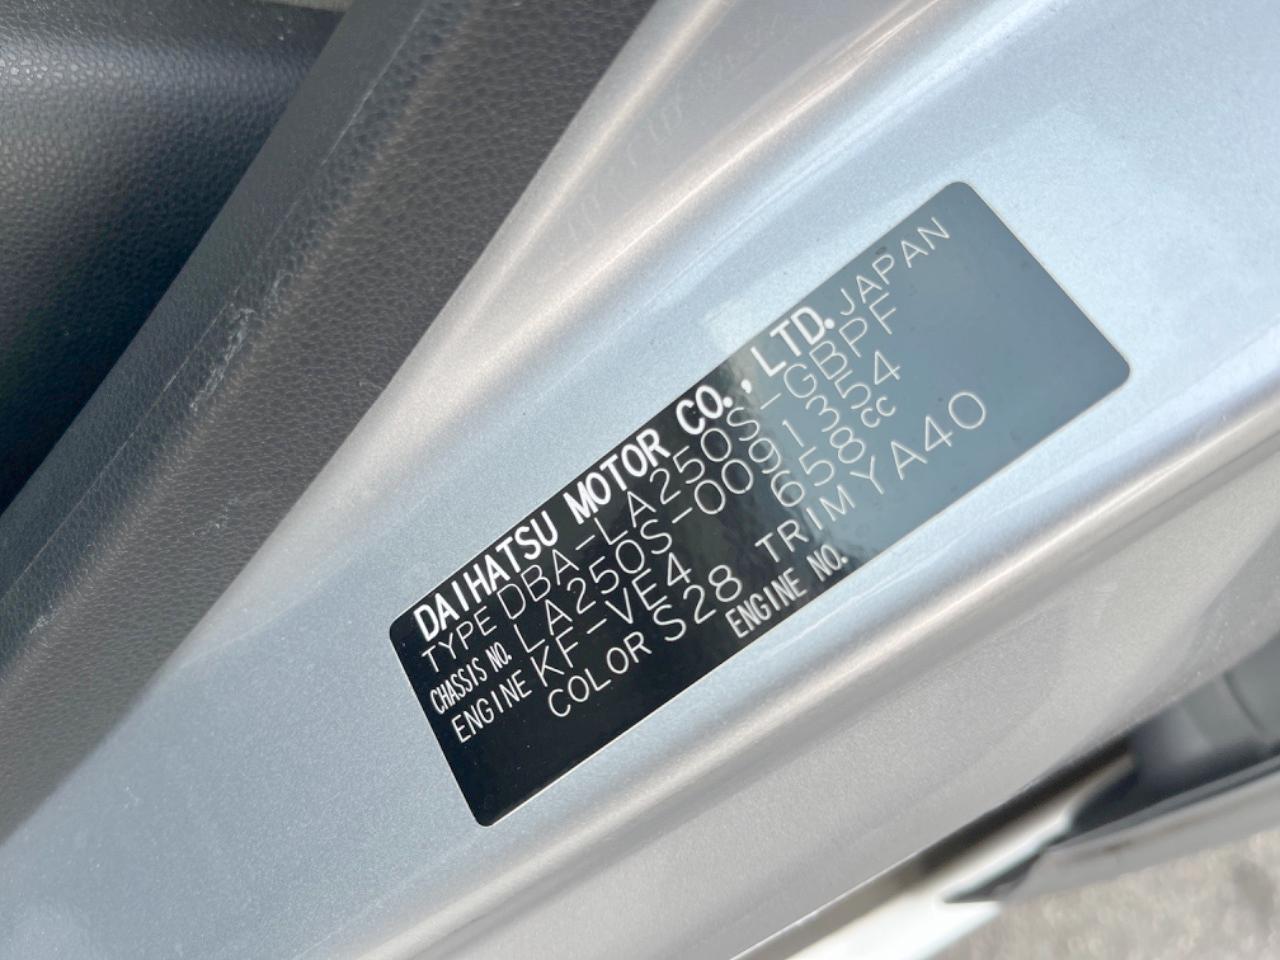 DAIHATSU MOTOR CO., LTD. JAPAN
TYPE DBA-LA250S-GBPF
CHASSIS NO. LA250S-0091354
ENGINE KF-VE4 658cc
COLOR S28 TRIM YA40
ENGINE NO.